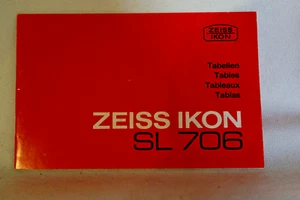 ZEISS
IKON
Tabellen
Tables
Tableaux
Tablas
ZEISS IKON
SL 706